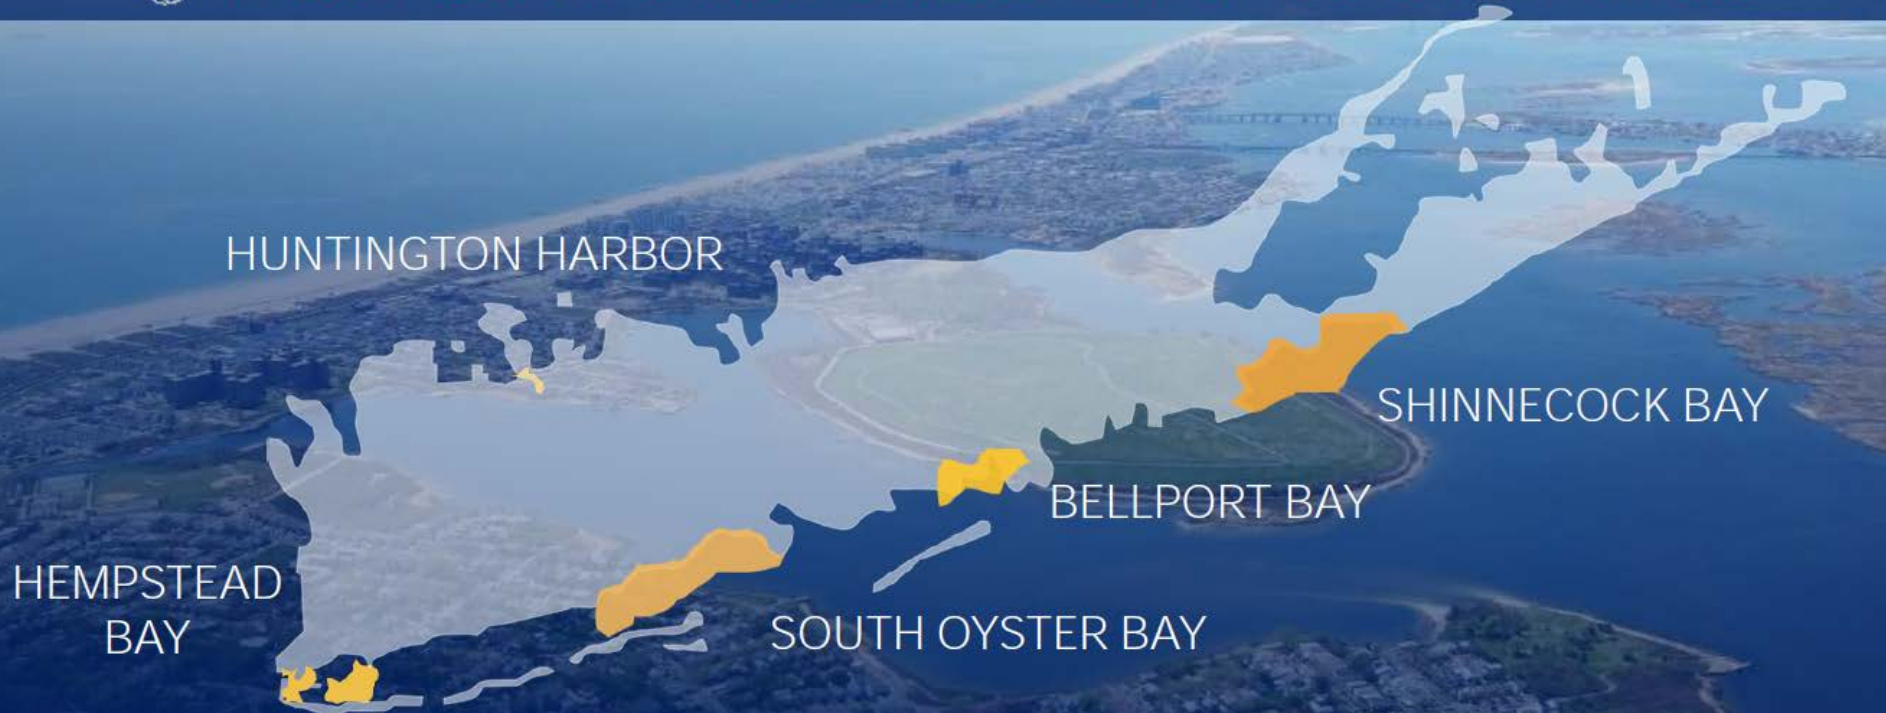 HUNTINGTON HARBOR
SHINNECOCK BAY
BELLPORT BAY
HEMPSTEAD
BAY
SOUTH OYSTER BAY